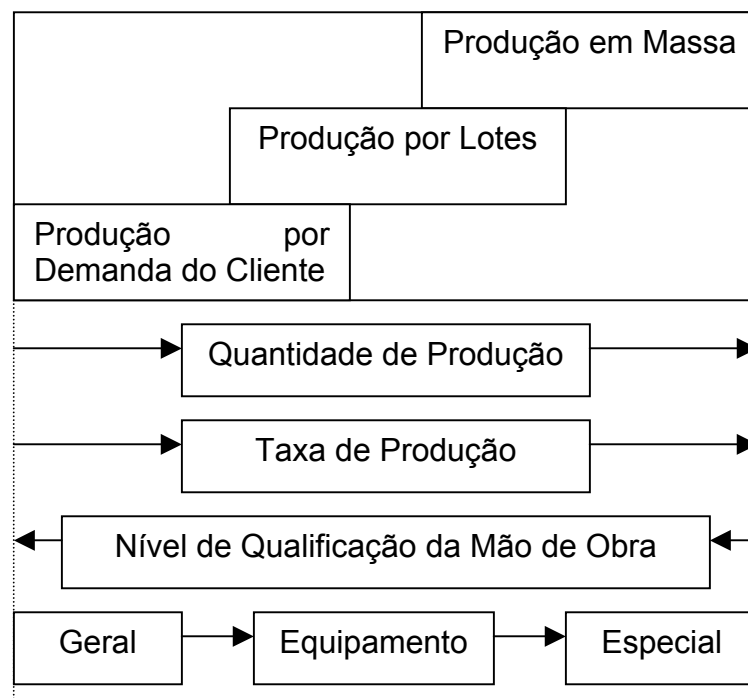 Produção em Massa
Produção por Lotes
Produção por
Demanda do Cliente
Quantidade de Produção
Taxa de Produção
Nível de Qualificação da Mão de Obra
Geral Equipamento Especial